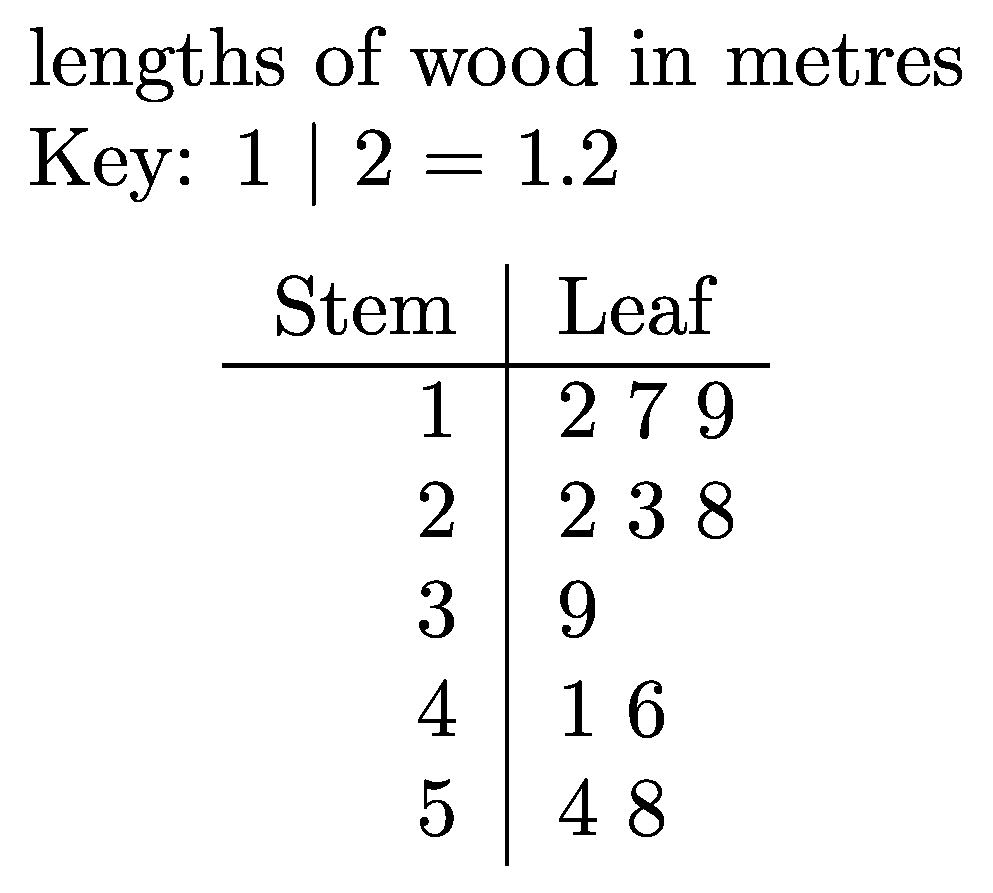 lengths of wood in metres
Key: 1 | 2 = 1.2
Stem | Leaf
1 | 2 7 9
2 | 2 3 8
3 | 9
4 | 1 6
5 | 4 8